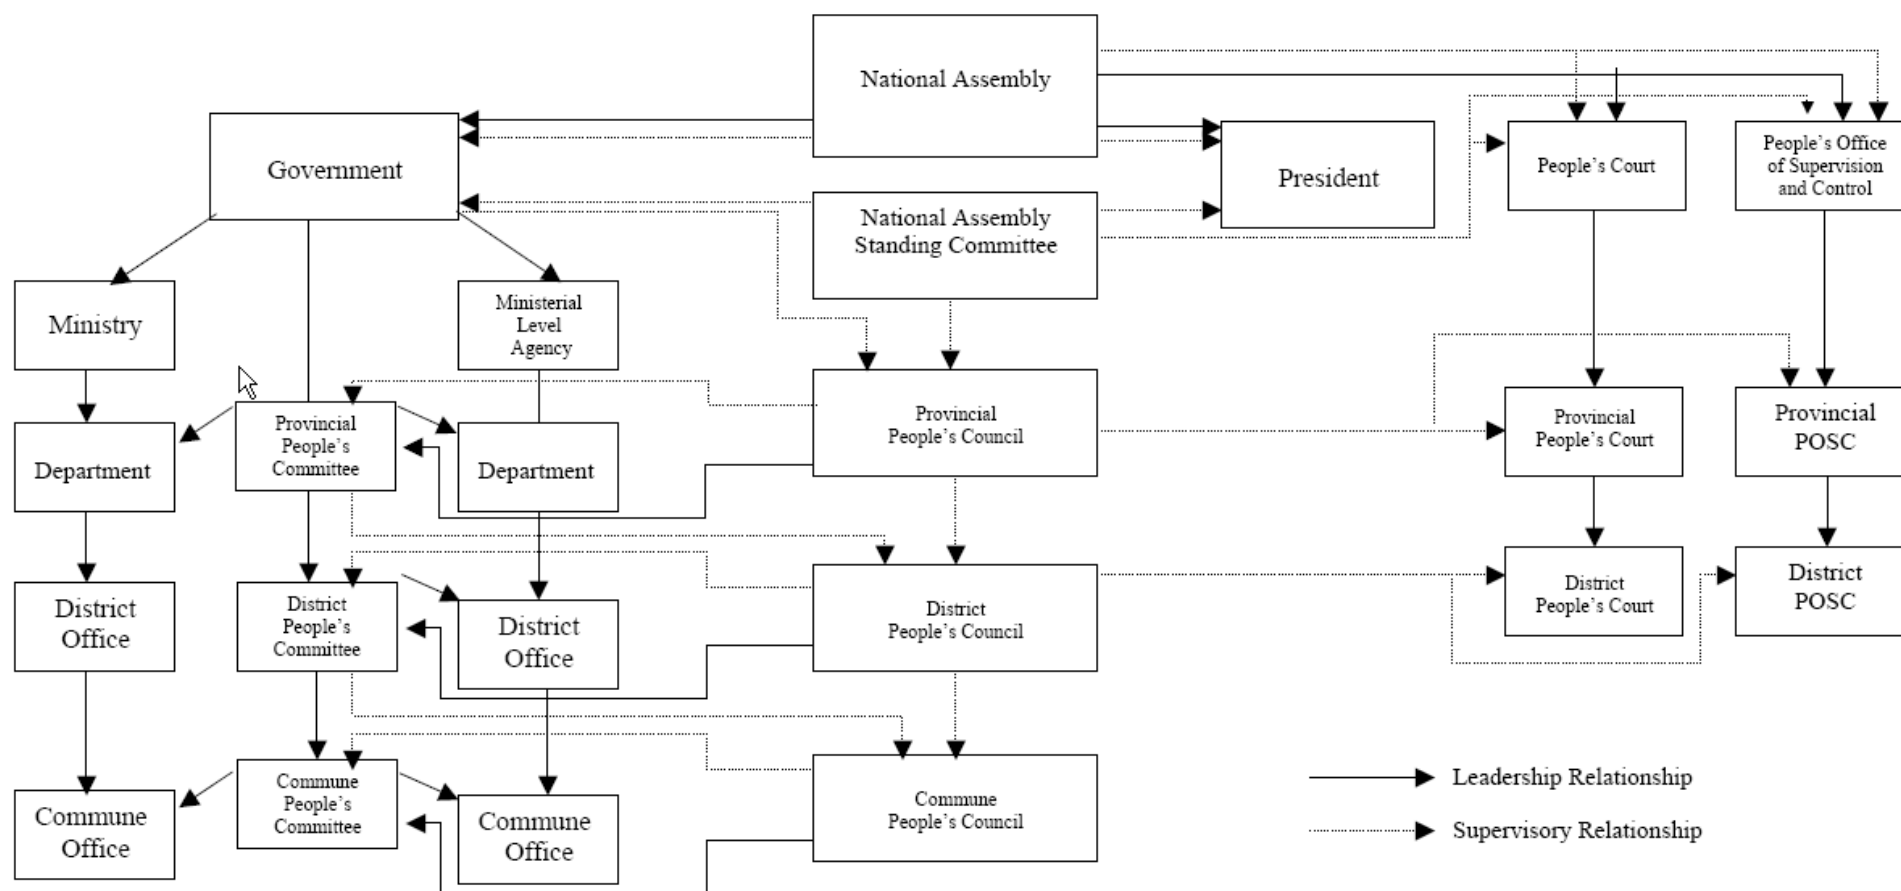 National Assembly
Government
President
People's Court
People's Office
of Supervision
and Control
National Assembly
Standing Committee
Ministry
Ministerial
Level
Agency
Department
Provincial
People's
Committee
Department
Provincial
People's Council
Provincial
People's Court
Provincial
POSC
District
Office
District
People's
Committee
District
Office
District
People's Council
District
People's Court
District
POSC
Commune
Office
Commune
People's
Committee
Commune
Office
Commune
People's Council
Leadership Relationship
Supervisory Relationship